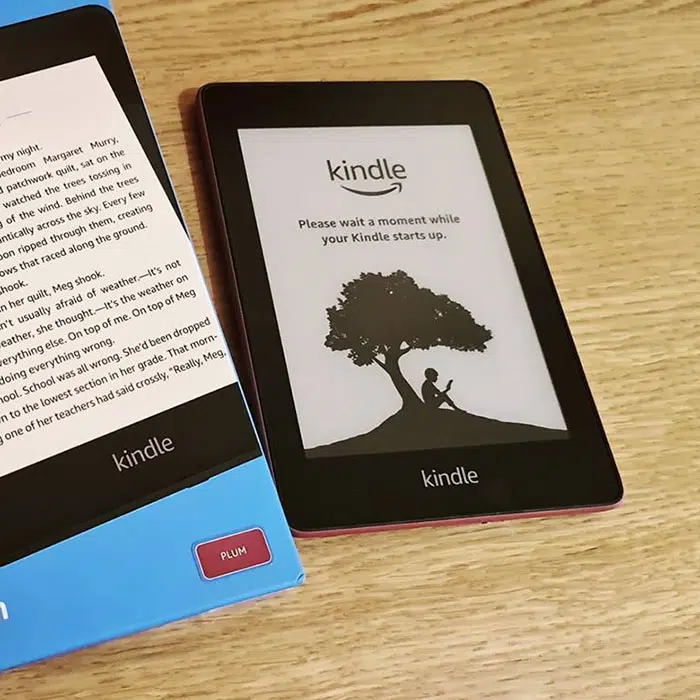 my night.
edroom Margaret Murry,
patchwork quilt, sat on the
watched the trees tossing in
g of the wind. Behind the trees
antically across the sky. Every few
oon ripped through them, creating
ows that raced along the ground.
shook.
n her quilt, Meg shook.
n't usually afraid of weather.—It's not
eather, she thought.—It's the weather on
verything else. On top of me. On top of Meg
doing everything wrong.
hool. School was all wrong. She'd been dropped
n to the lowest section in her grade. That morn-
g one of her teachers had said crossly, “Really, Meg,
kindle
PLUM
kindle
Please wait a moment while
your Kindle starts up.
kindle